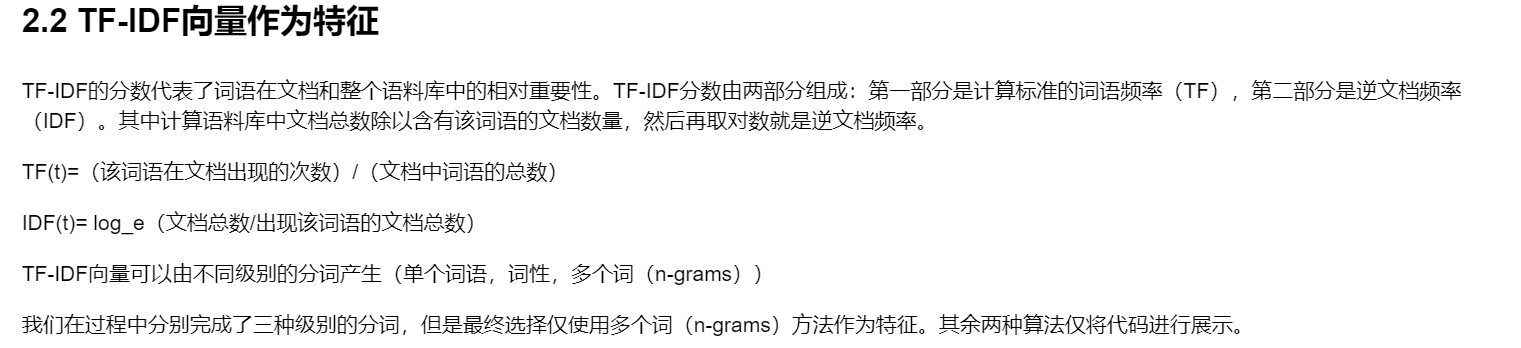 2.2 TF-IDF向量作为特征
TF-IDF的分数代表了词语在文档和整个语料库中的相对重要性。TF-IDF分数由两部分组成：第一部分是计算标准的词语频率（TF），第二部分是逆文档频率
（IDF）。其中计算语料库中文档总数除以含有该词语的文档数量，然后再取对数就是逆文档频率。
TF(t)=（该词语在文档出现的次数）/（文档中词语的总数）
IDF(t)= log_e（文档总数/出现该词语的文档总数）
TF-IDF向量可以由不同级别的分词产生（单个词语，词性，多个词（n-grams））
我们在过程中分别完成了三种级别的分词，但是最终选择仅使用多个词（n-grams）方法作为特征。其余两种算法仅将代码进行展示。